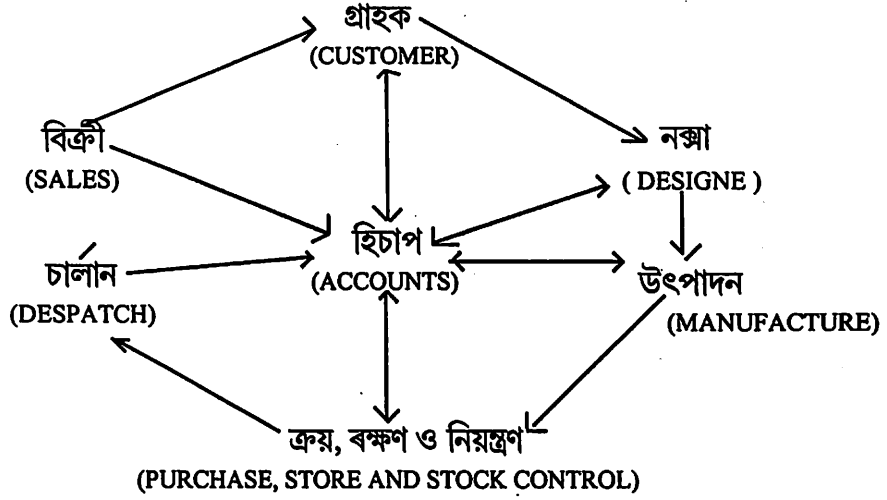 গ্ৰাহক
(CUSTOMER)
বিক্ৰী
(SALES)
নক্সা
( DESIGNE )
হিচাপ
(ACCOUNTS)
চালান
(DESPATCH)
উৎপাদন
(MANUFACTURE)
ক্ৰয়, ৰক্ষণ ও নিয়ন্ত্ৰণ
(PURCHASE, STORE AND STOCK CONTROL)